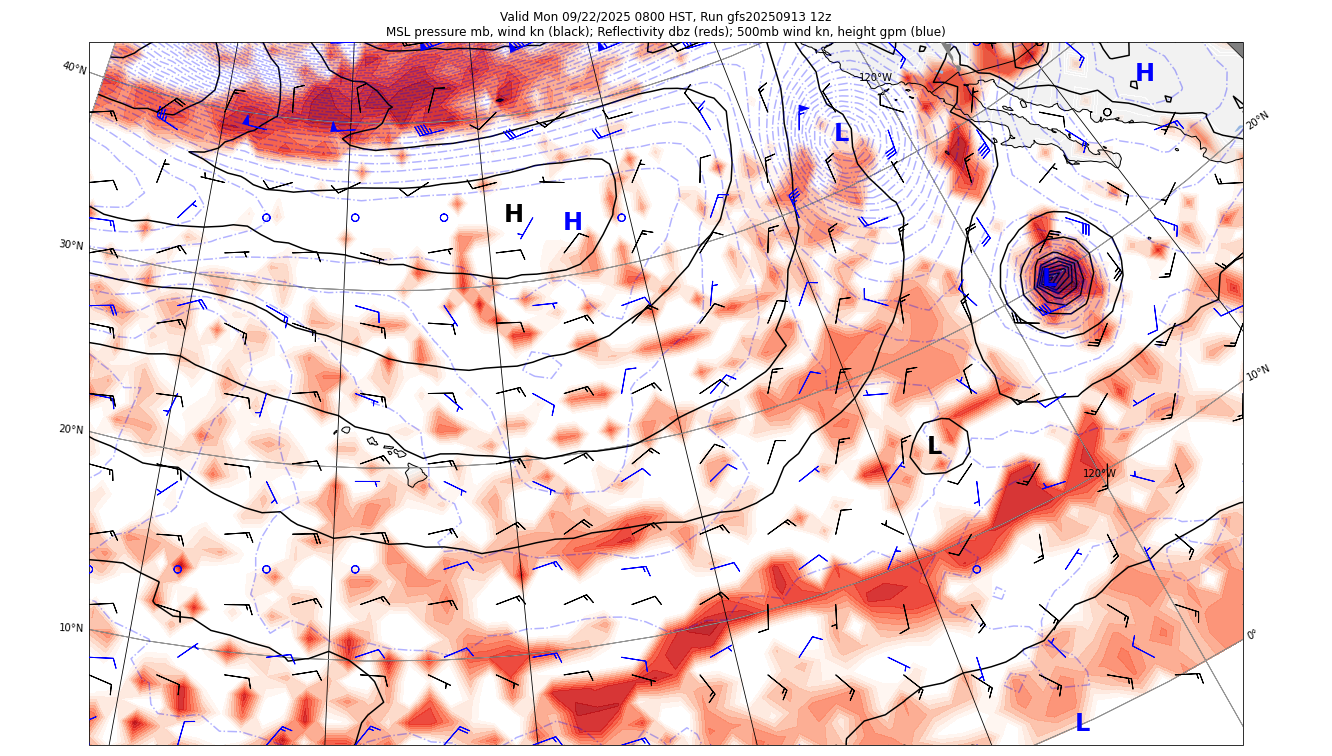 Valid Mon 09/22/2025 0800 HST, Run gfs20250913 12z
MSL pressure mb, wind kn (black); Reflectivity dbz (reds); 500mb wind kn, height gpm (blue)
40°N
120°W
H
20°N
L
H
H
30°N
10°N
20°N
L
120°W
10°N
0°
L